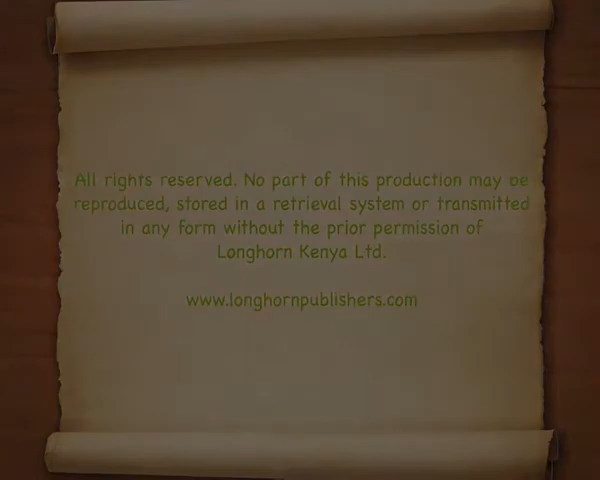 All rights reserved. No part of this production may be
reproduced, stored in a retrieval system or transmitted
in any form without the prior permission of
Longhorn Kenya Ltd.
www.longhornpublishers.com